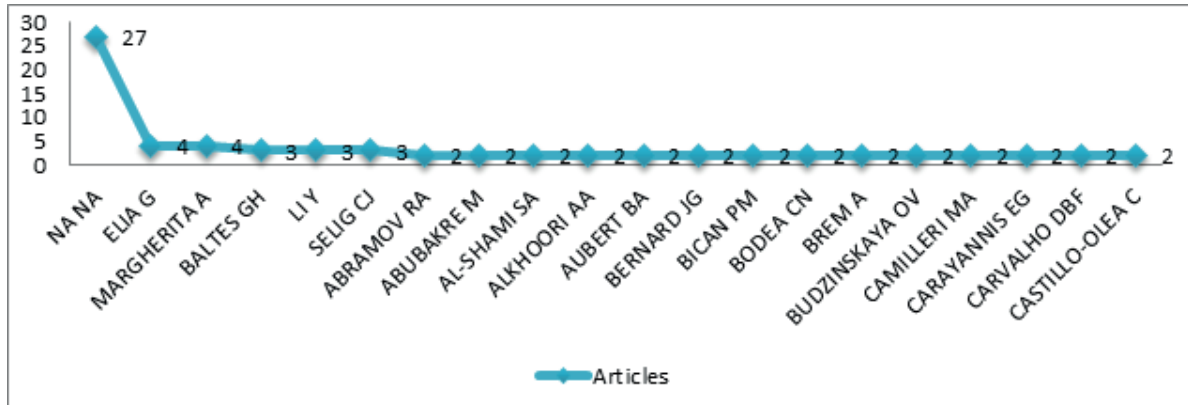 30
25
20
15
10
5
0
27
4
4
3
3
3
2
2
2
2
2
2
2
2
2
2
2
2
2
2
NA NA
ELIA G
MARGHERITA A
BALTES GH
LI Y
SELIG CJ
ABRAMOV RA
ABUBAKRE M
AL-SHAMI SA
ALKHOORI AA
AUBERT BA
BERNARD JG
BICAN PM
BODEA CN
BREM A
BUDZINSKAYA OV
CAMILLERI MA
CARAYANNIS EG
CARVALHO DBF
CASTILLO-OLEA C
Articles